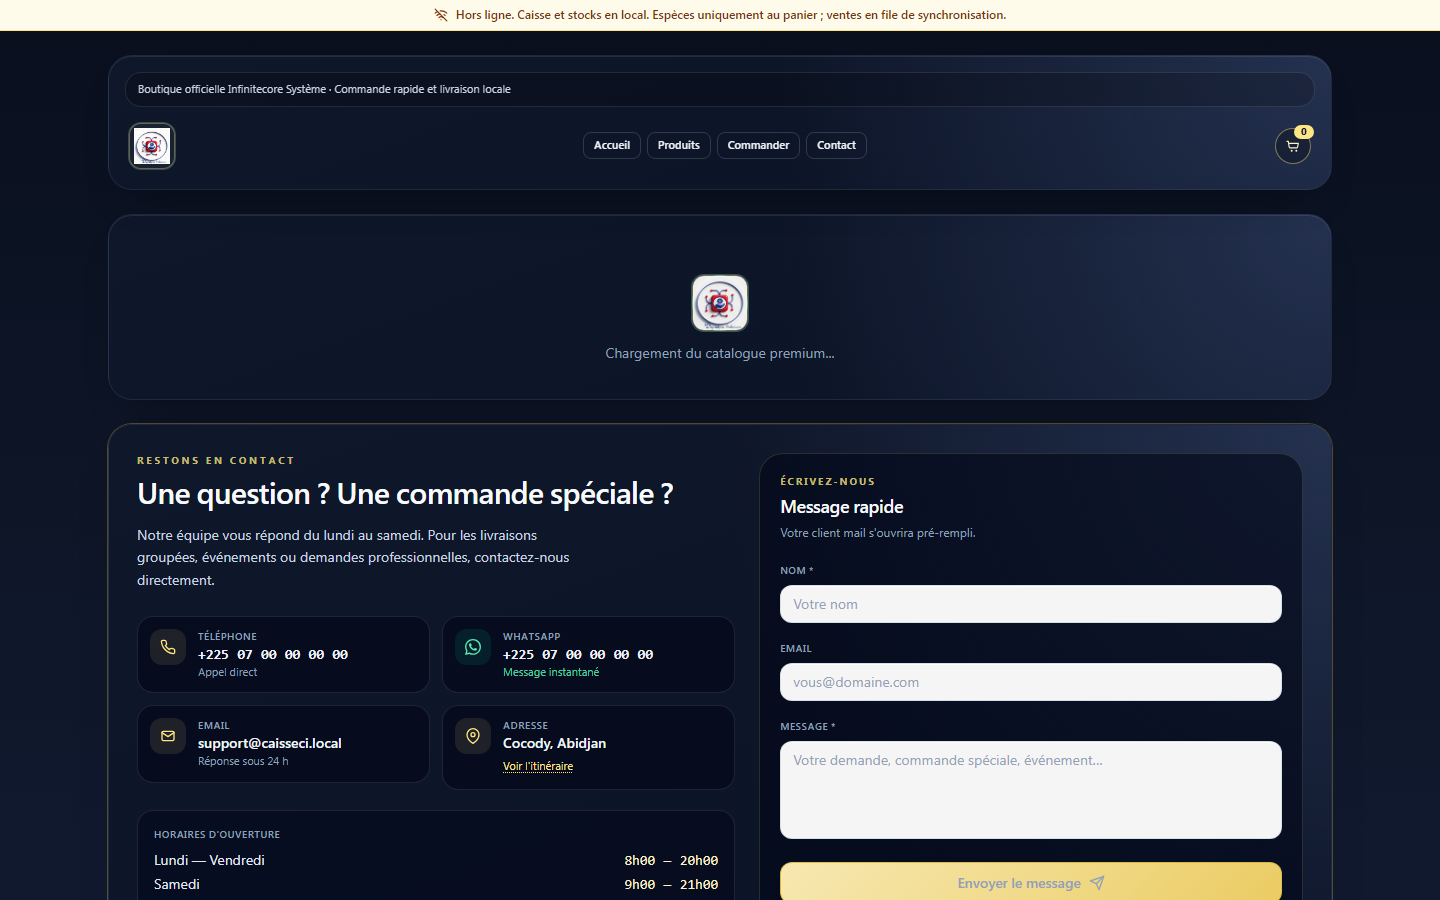 Hors ligne. Caisse et stocks en local. Espèces uniquement au panier ; ventes en file de synchronisation.
Boutique officielle Infinitecore Système · Commande rapide et livraison locale
Accueil
Produits
Commander
Contact
0
Chargement du catalogue premium...
RESTONS EN CONTACT
Une question ? Une commande spéciale ?
Notre équipe vous répond du lundi au samedi. Pour les livraisons
groupées, événements ou demandes professionnelles, contactez-nous
directement.
TÉLÉPHONE
+225 07 00 00 00 00
Appel direct
WHATSAPP
+225 07 00 00 00 00
Message instantané
EMAIL
support@caisseci.local
Réponse sous 24 h
ADRESSE
Cocody, Abidjan
Voir l'itinéraire
HORAIRES D'OUVERTURE
Lundi — Vendredi
8h00 – 20h00
Samedi
9h00 – 21h00
ÉCRIVEZ-NOUS
Message rapide
Votre client mail s'ouvrira pré-rempli.
NOM *
Votre nom
EMAIL
vous@domaine.com
MESSAGE *
Votre demande, commande spéciale, événement...
Envoyer le message